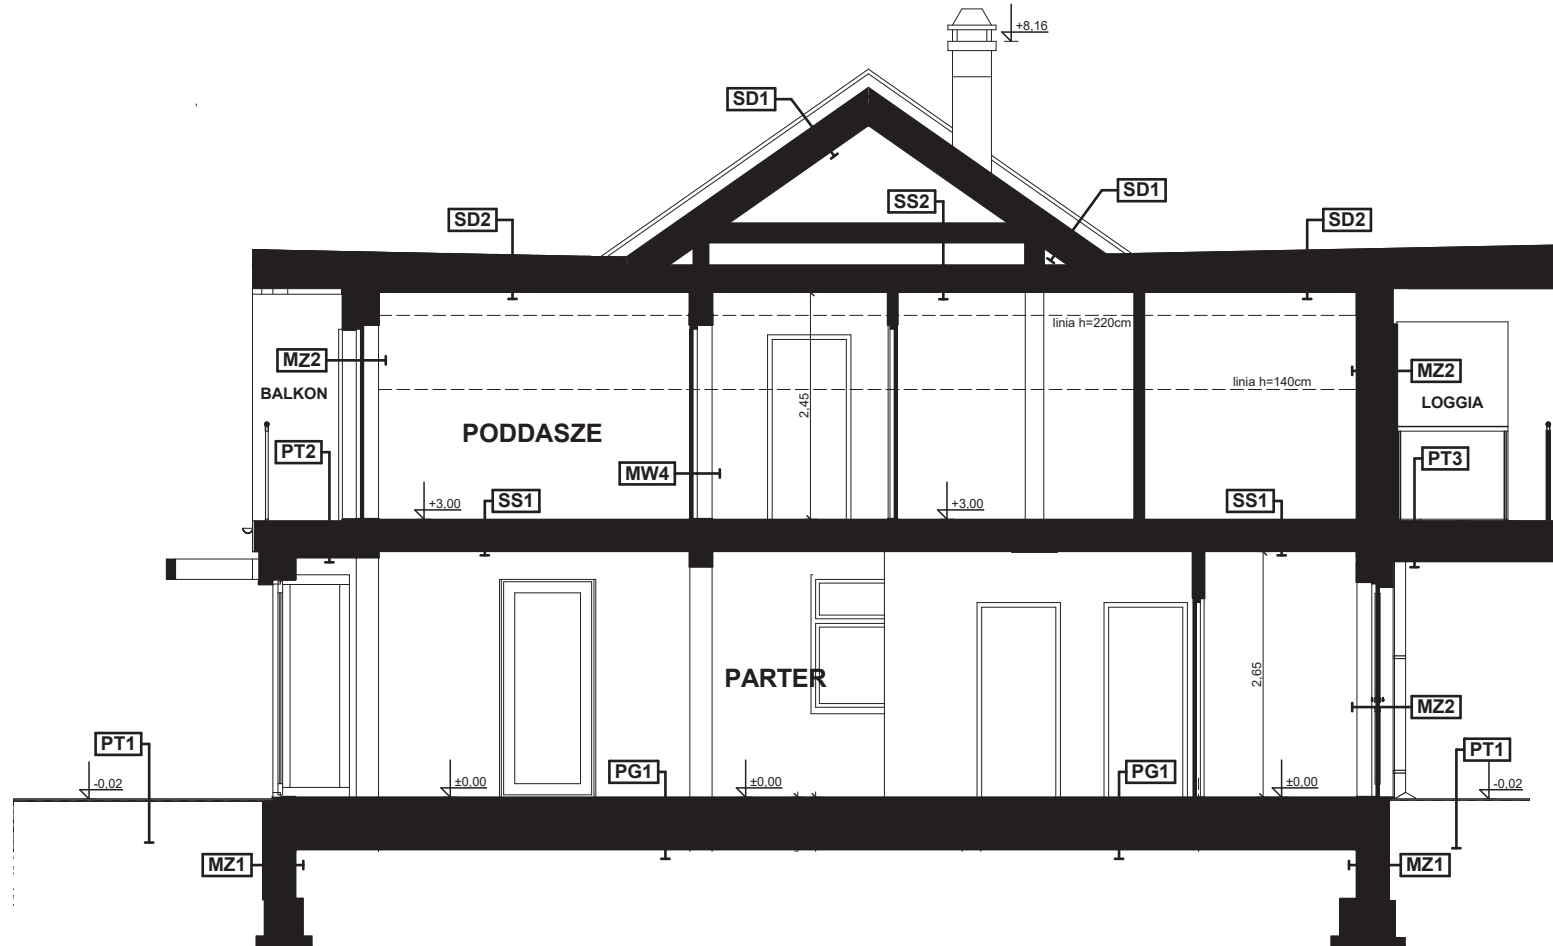 +8,16
SD1
SD1
SS2
SD2
SD2
linia h=220cm
MZ2
MZ2
linia h=140cm
BALKON
2,45
LOGGIA
PODDASZE
PT2
MW4
PT3
SS1
+3,00
+3,00
SS1
PARTER
2,65
MZ2
PT1
PT1
PG1
PG1
-0,02
±0,00
±0,00
±0,00
-0,02
MZ1
MZ1